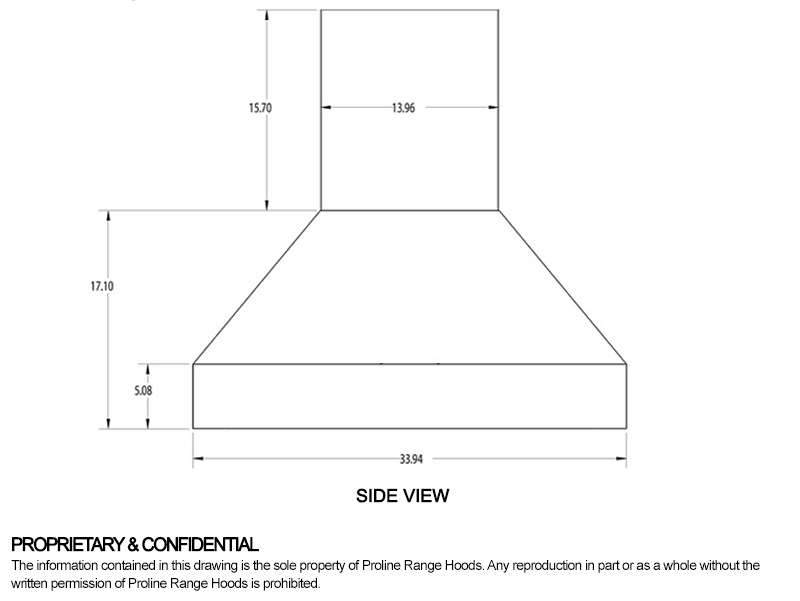 15.70
13.96
17.10
5.08
33.94
SIDE VIEW
PROPRIETARY & CONFIDENTIAL
The information contained in this drawing is the sole property of Proline Range Hoods. Any reproduction in part or as a whole without the
written permission of Proline Range Hoods is prohibited.